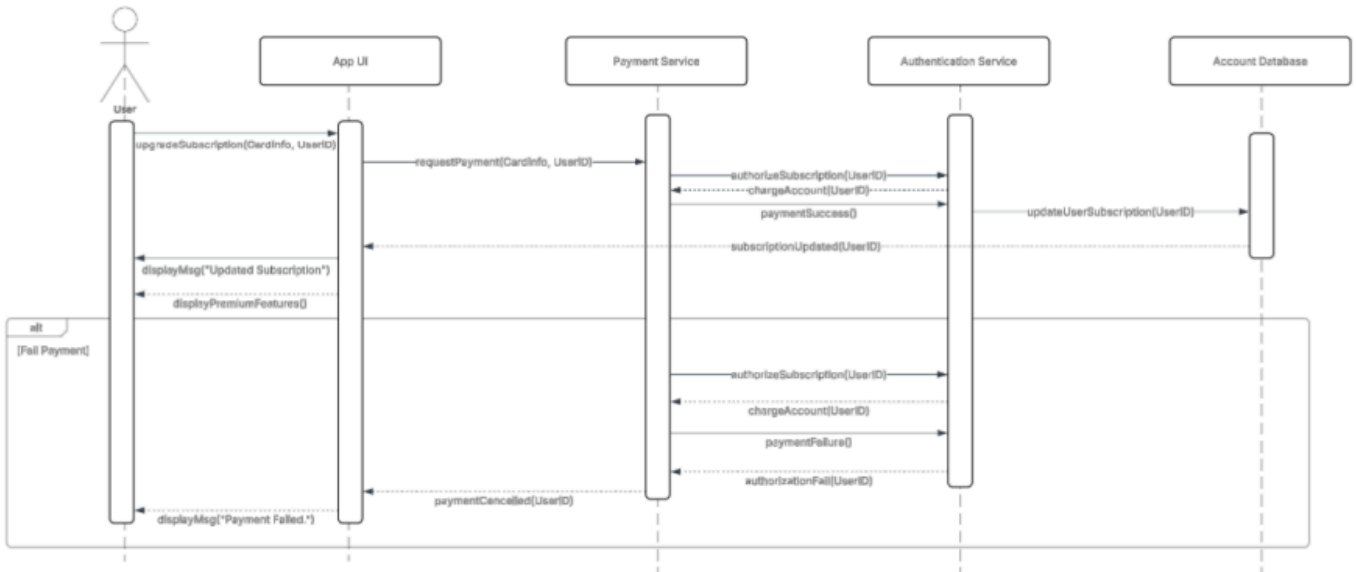 App UI
Payment Service
Authentication Service
Account Database
User
upgradeSubscription(CardInfo, UserID)
requestPayment(CardInfo, UserID)
authorizeSubscription(UserID)
chargeAccount(UserID)
paymentSuccess()
updateUserSubscription(UserID)
subscriptionUpdated(UserID)
displayMsg("Updated Subscription")
displayPremiumFeatures()
alt
[Fail Payment]
authorizeSubscription(UserID)
chargeAccount(UserID)
paymentFailure()
authorizationFail(UserID)
paymentCancelled(UserID)
displayMsg("Payment Failed.")